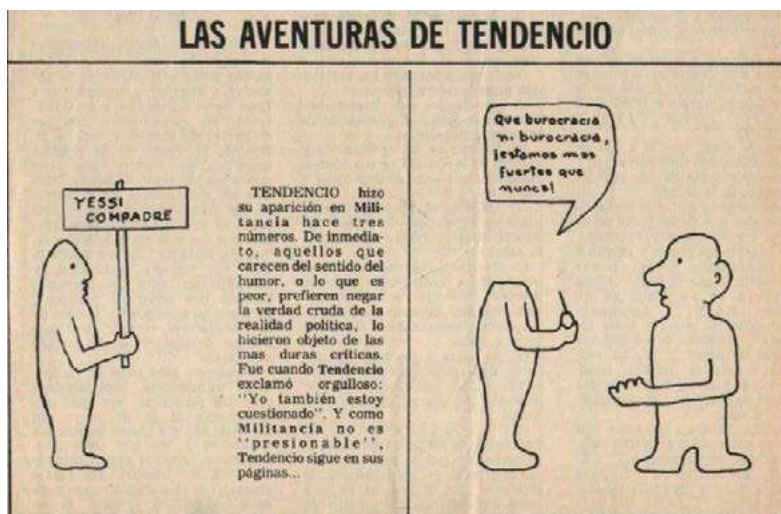 LAS AVENTURAS DE TENDENCIO
YESSI
COMPADRE
TENDENCIO hizo
su aparición en Mili-
tancia hace tres
números. De inmedia-
to, aquellos que
carecen del sentido del
humor, o lo que es
peor, prefieren negar
la verdad cruda de la
realidad política, lo
hicieron objeto de las
mas duras críticas.
Fue cuando Tendencio
exclamó orgulloso:
"Yo también estoy
cuestionado". Y como
Militancia no es
"presionable",
Tendencio sigue en sus
páginas...
Que burocracia
ni burocracia,
¡estamos mas
fuertes que
nunca!